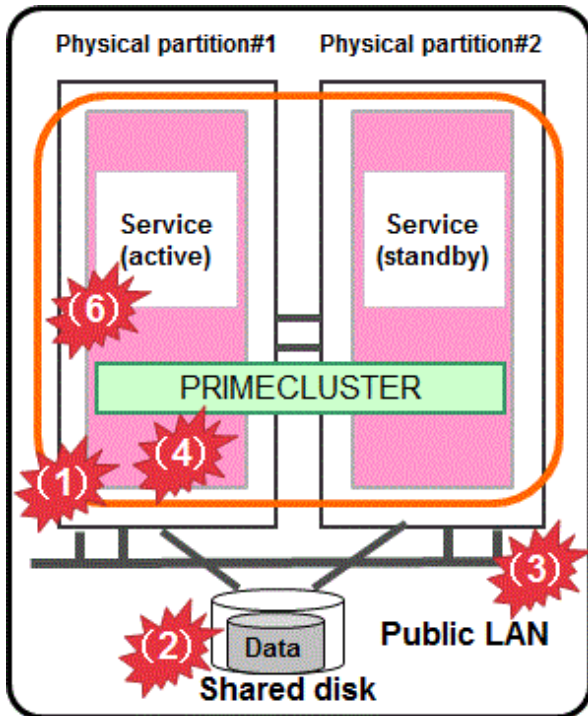 Physical partition#1 Physical partition#2
Service
(active)
Service
(standby)
(6)
PRIMECLUSTER
(4)
(1)
(3)
(2)
Data
Public LAN
Shared disk